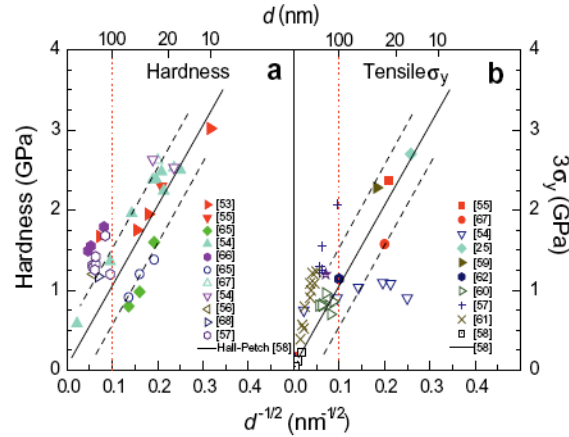 d (nm)
100 20 10
100 20 10
Hardness a
Tensile σy b
Hardness (GPa)
3σy (GPa)
4
3
2
1
0
4
3
2
1
0
[53]
[55]
[65]
[54]
[66]
[65]
[67]
[54]
[56]
[68]
[57]
Hall-Petch [58]
[55]
[67]
[54]
[25]
[59]
[62]
[60]
[57]
[61]
[58]
[58]
0.0 0.1 0.2 0.3 0.4
0.0 0.1 0.2 0.3 0.4
d-1/2 (nm-1/2)